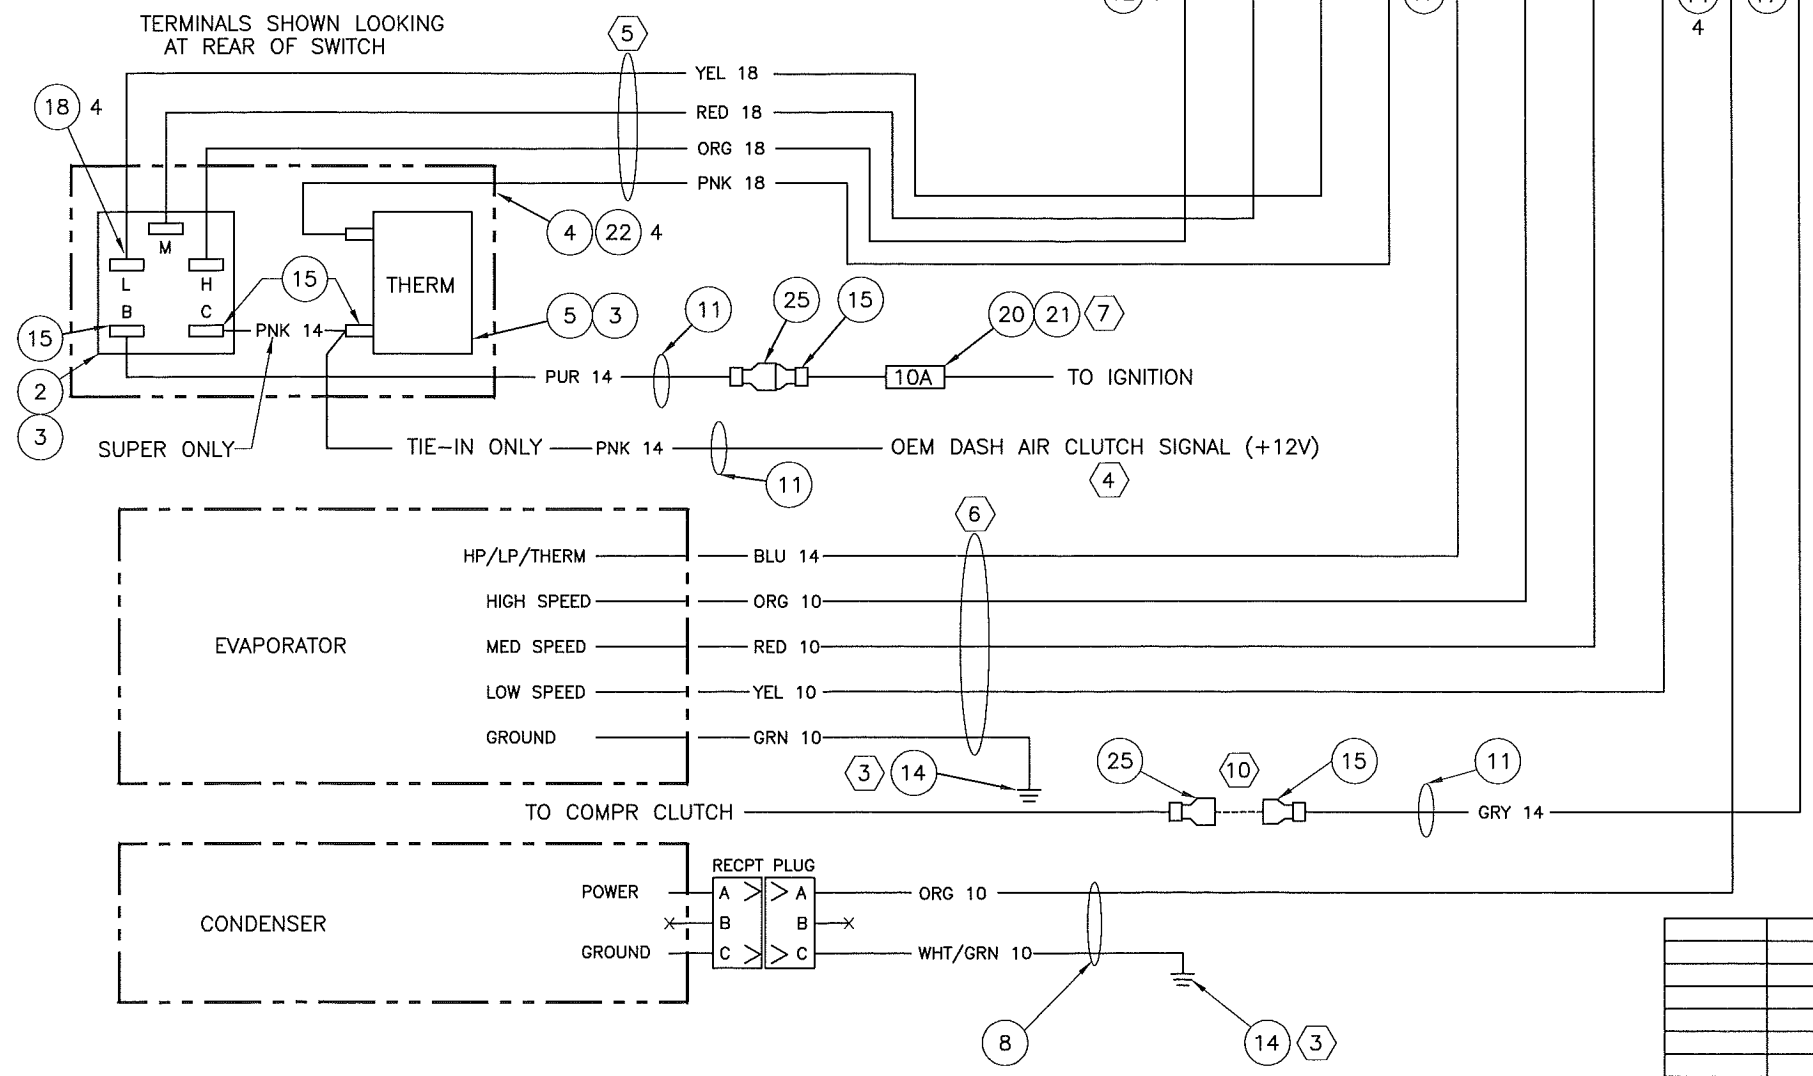 4
TERMINALS SHOWN LOOKING
AT REAR OF SWITCH
5
YEL 18
18 4
RED 18
ORG 18
PNK 18
4 22 4
M
L
H
THERM
15
B
C
15
PNK 14
5 3
11
25
15
20 21 7
2
3
PUR 14
10A
TO IGNITION
SUPER ONLY
TIE-IN ONLY
PNK 14
OEM DASH AIR CLUTCH SIGNAL (+12V)
11
4
6
EVAPORATOR
HP/LP/THERM
BLU 14
HIGH SPEED
ORG 10
MED SPEED
RED 10
LOW SPEED
YEL 10
GROUND
GRN 10
3 14
25
10
15
11
TO COMPR CLUTCH
GRY 14
RECPT PLUG
CONDENSER
POWER
A
A
ORG 10
B
B
GROUND
C
C
WHT/GRN 10
8
14 3